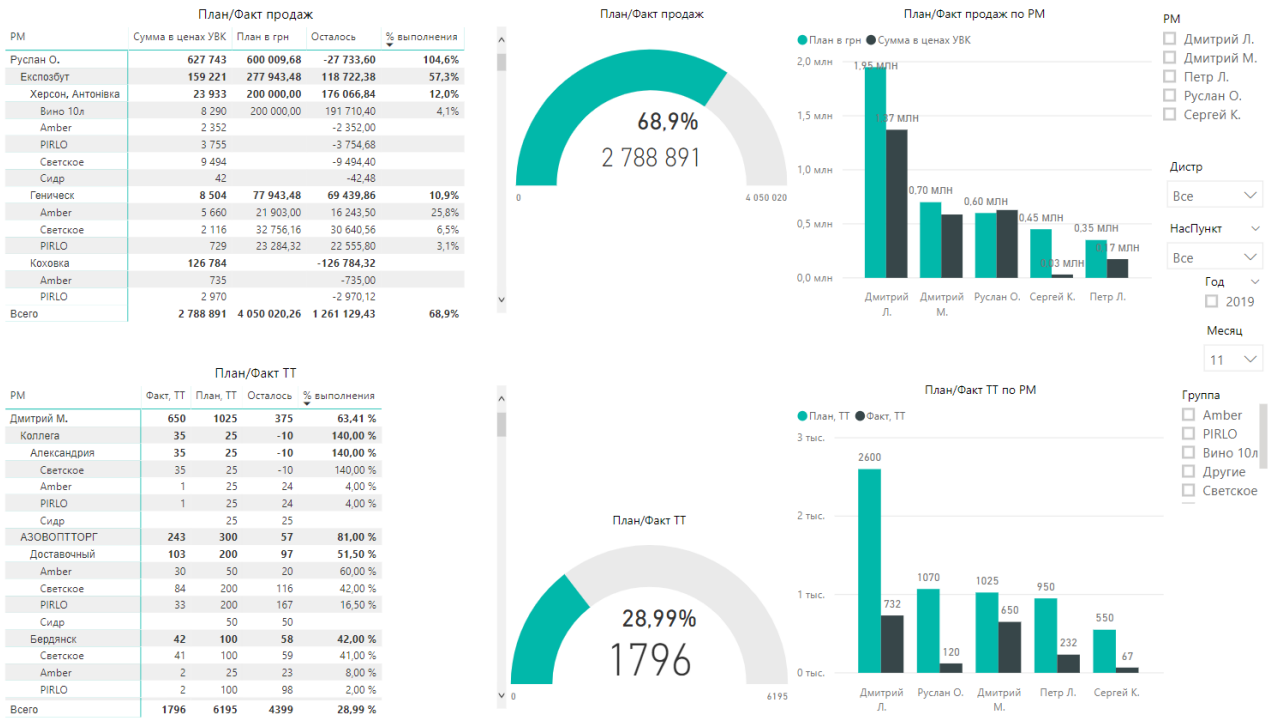 План/Факт продаж
РМ Сумма в ценах УВК План в грн Осталось % выполнения
Руслан О. 627 743 600 009,68 -27 733,60 104,6%
Експозбут 159 221 277 943,48 118 722,38 57,3%
Херсон, Антонівка 23 933 200 000,00 176 066,84 12,0%
Вино 10л 8 290 200 000,00 191 710,40 4,1%
Amber 2 352 -2 352,00
PIRLO 3 755 -3 754,68
Светское 9 494 -9 494,40
Сидр 42 -42,48
Геническ 8 504 77 943,48 69 439,86 10,9%
Amber 5 660 21 903,00 16 243,50 25,8%
Светское 2 116 32 756,16 30 640,56 6,5%
PIRLO 729 23 284,32 22 555,80 3,1%
Коховка 126 784 -126 784,32
Amber 735 -735,00
PIRLO 2 970 -2 970,12
Всего 2 788 891 4 050 020,26 1 261 129,43 68,9%
План/Факт продаж
68,9%
2 788 891
0 4 050 020
План/Факт продаж по РМ
План в грн Сумма в ценах УВК
2,0 млн
1,5 млн
1,0 млн
0,5 млн
0,0 млн
1,95 млн
1,37 млн
0,70 млн
0,60 млн
0,45 млн
0,03 млн
0,35 млн
0,17 млн
Дмитрий Л.
Дмитрий М.
Руслан О.
Сергей К.
Петр Л.
РМ
Дмитрий Л.
Дмитрий М.
Петр Л.
Руслан О.
Сергей К.
Дистр
Все
НасПункт
Все
Год
2019
Месяц
11
Группа
Amber
PIRLO
Вино 10л
Другие
Светское
План/Факт ТТ
РМ Факт, ТТ План, ТТ Осталось % выполнения
Дмитрий М. 650 1025 375 63,41 %
Коллега 35 25 -10 140,00 %
Александрия 35 25 -10 140,00 %
Светское 35 25 -10 140,00 %
Amber 1 25 24 4,00 %
PIRLO 1 25 24 4,00 %
Сидр 25 25
АЗОВОПТТОРГ 243 300 57 81,00 %
Доставочный 103 200 97 51,50 %
Amber 30 50 20 60,00 %
Светское 84 200 116 42,00 %
PIRLO 33 200 167 16,50 %
Сидр 50 50
Бердянск 42 100 58 42,00 %
Светское 41 100 59 41,00 %
Amber 2 25 23 8,00 %
PIRLO 2 100 98 2,00 %
Всего 1796 6195 4399 28,99 %
План/Факт ТТ
28,99%
1796
0 6195
План/Факт ТТ по РМ
План, ТТ Факт, ТТ
3 тыс.
2 тыс.
1 тыс.
0 тыс.
2600
732
1070
120
1025
650
950
232
550
67
Дмитрий Л.
Руслан О.
Дмитрий М.
Петр Л.
Сергей К.